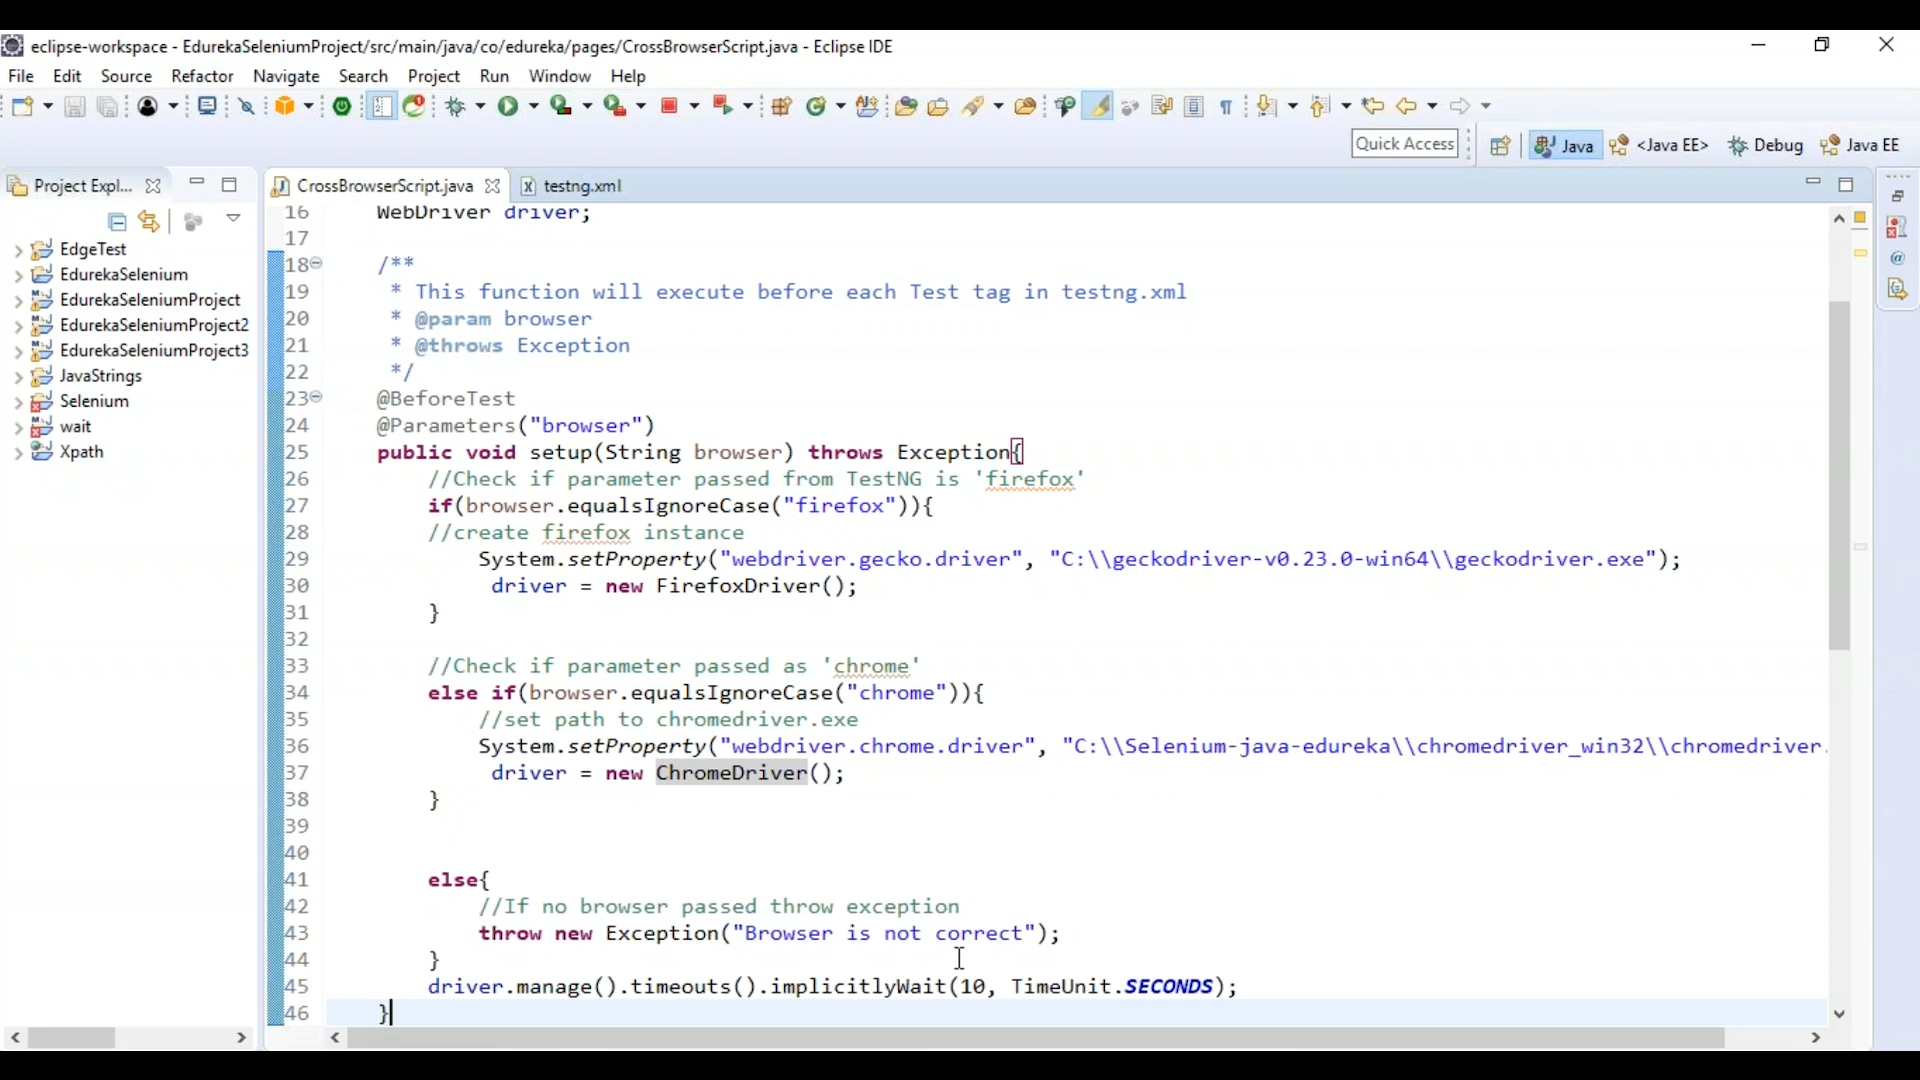 eclipse-workspace - EdurekaSeleniumProject/src/main/java/co/edureka/pages/CrossBrowserScript.java - Eclipse IDE
File Edit Source Refactor Navigate Search Project Run Window Help
Quick Access Java <Java EE> Debug Java EE
Project Expl... CrossBrowserScript.java testng.xml
EdgeTest
EdurekaSelenium
EdurekaSeleniumProject
EdurekaSeleniumProject2
EdurekaSeleniumProject3
JavaStrings
Selenium
wait
Xpath
16 WebDriver driver;
17
18 /**
19 * This function will execute before each Test tag in testng.xml
20 * @param browser
21 * @throws Exception
22 */
23 @BeforeTest
24 @Parameters("browser")
25 public void setup(String browser) throws Exception{
26 //Check if parameter passed from TestNG is 'firefox'
27 if(browser.equalsIgnoreCase("firefox")){
28 //create firefox instance
29 System.setProperty("webdriver.gecko.driver", "C:\\geckodriver-v0.23.0-win64\\geckodriver.exe");
30 driver = new FirefoxDriver();
31 }
32
33 //Check if parameter passed as 'chrome'
34 else if(browser.equalsIgnoreCase("chrome")){
35 //set path to chromedriver.exe
36 System.setProperty("webdriver.chrome.driver", "C:\\Selenium-java-edureka\\chromedriver_win32\\chromedriver.
37 driver = new ChromeDriver();
38 }
39
40
41 else{
42 //If no browser passed throw exception
43 throw new Exception("Browser is not correct");
44 }
45 driver.manage().timeouts().implicitlyWait(10, TimeUnit.SECONDS);
46 }